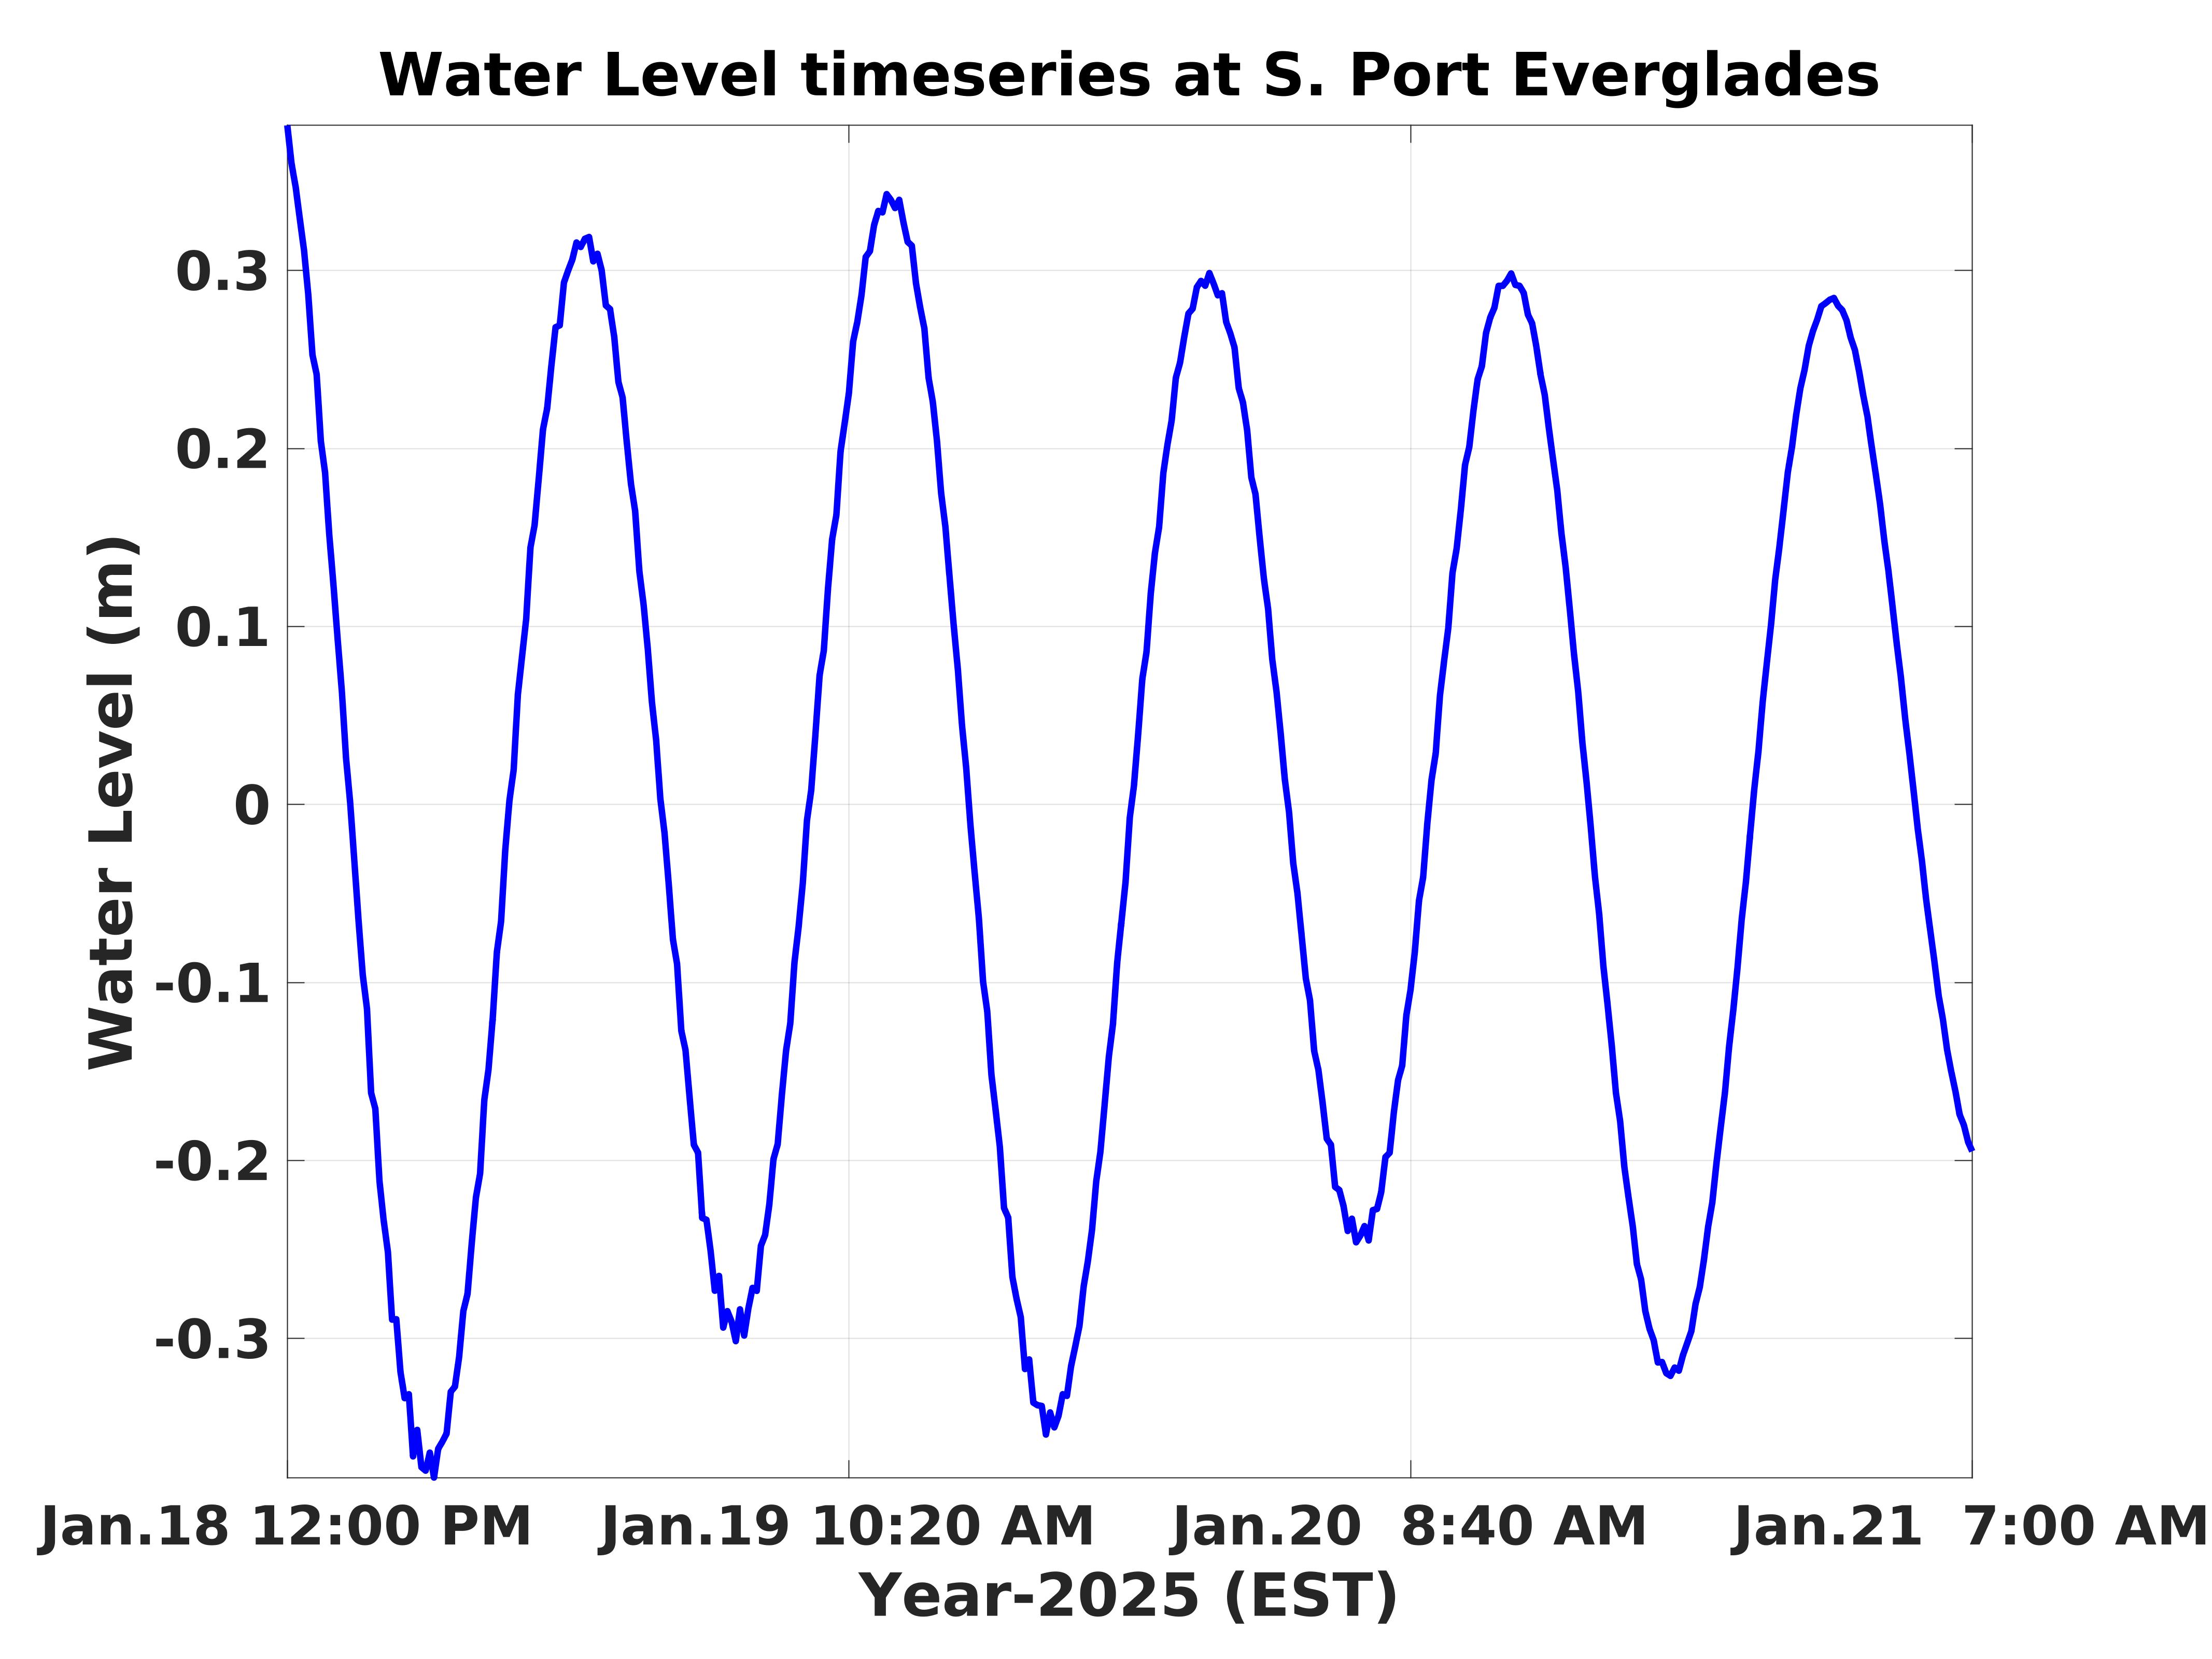 Water Level timeseries at S. Port Everglades
Water Level (m)
0.3
0.2
0.1
0
-0.1
-0.2
-0.3
Jan.18 12:00 PM Jan.19 10:20 AM Jan.20 8:40 AM Jan.21 7:00 AM
Year-2025 (EST)